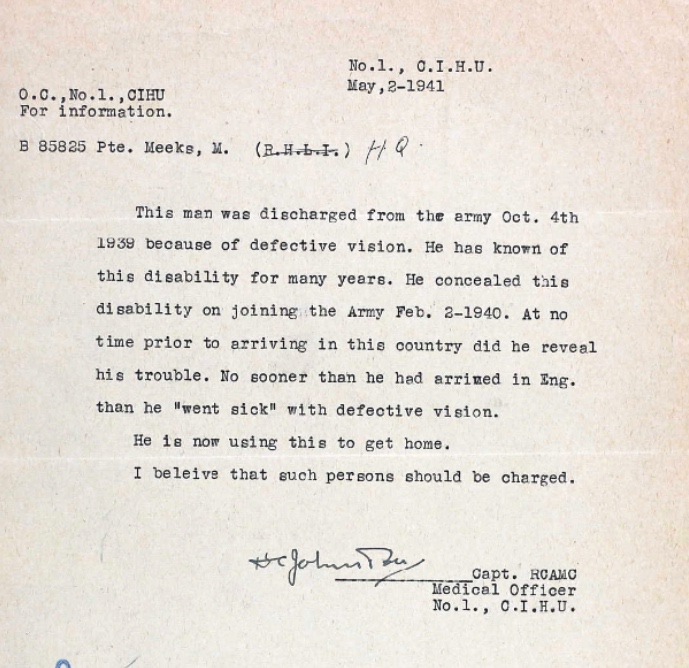 No.1., C.I.H.U.
May,2-1941
O.C.,No.1.,CIHU
For information.
B 85825 Pte. Meeks, M. (R.H.L.I.) HQ.
This man was discharged from the army Oct. 4th
1939 because of defective vision. He has known of
this disability for many years. He concealed this
disability on joining the Army Feb. 2-1940. At no
time prior to arriving in this country did he reveal
his trouble. No sooner than he had arrimed in Eng.
than he "went sick" with defective vision.
He is now using this to get home.
I beleive that such persons should be charged.
Capt. RCAMC
Medical Officer
No.1., C.I.H.U.